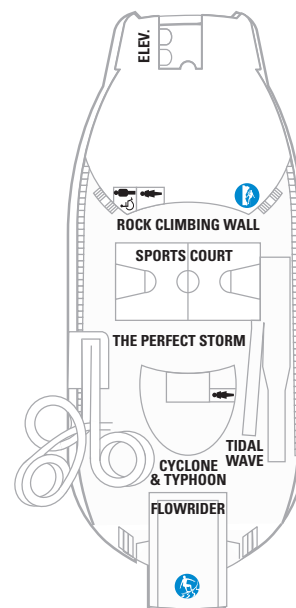 ELEV.
ROCK CLIMBING WALL
SPORTS COURT
THE PERFECT STORM
TIDAL
WAVE
CYCLONE
& TYPHOON
FLOWRIDER